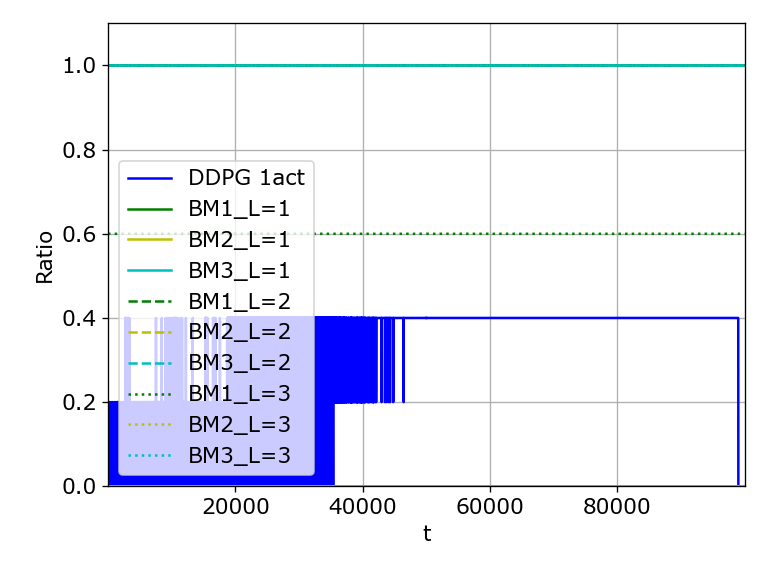 1.0
0.8
0.6
0.4
0.2
0.0
Ratio
DDPG 1act
BM1_L=1
BM2_L=1
BM3_L=1
BM1_L=2
BM2_L=2
BM3_L=2
BM1_L=3
BM2_L=3
BM3_L=3
20000 40000 60000 80000
t